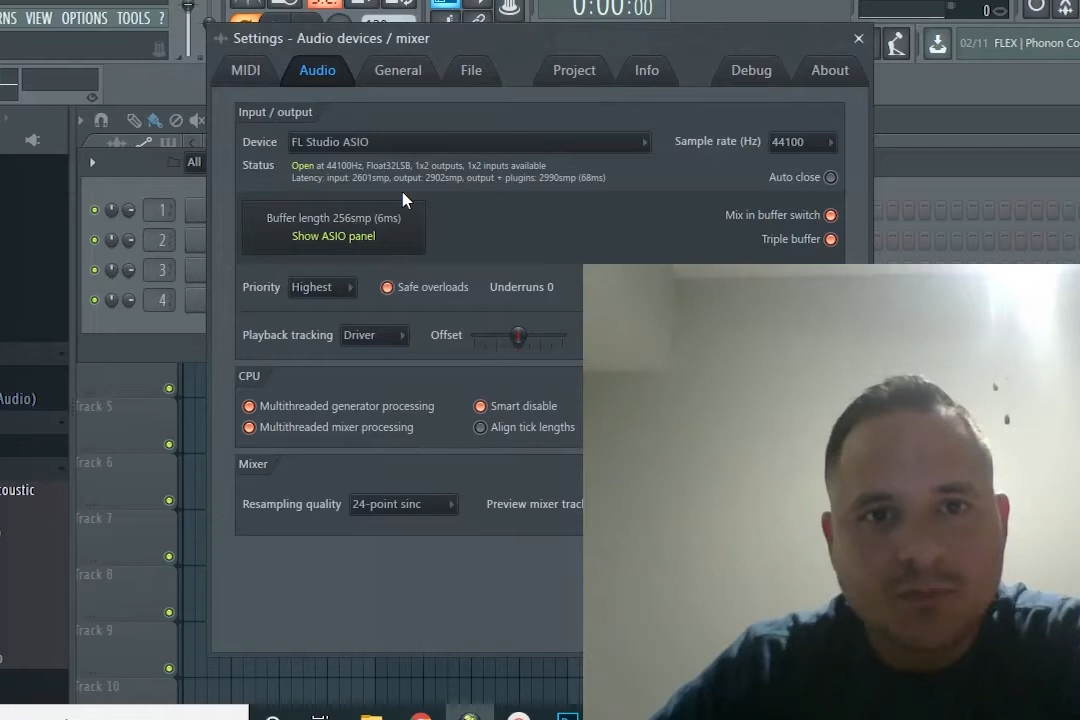 RNS VIEW OPTIONS TOOLS ?
0:00:00
0
02/11 FLEX | Phonon Co
Settings - Audio devices / mixer
MIDI
Audio
General
File
Project
Info
Debug
About
Input / output
Device FL Studio ASIO
Sample rate (Hz) 44100
Status Open at 44100Hz, Float32LSB, 1x2 outputs, 1x2 inputs available
Latency: input: 2601smp, output: 2902smp, output + plugins: 2990smp (68ms)
Auto close
Buffer length 256smp (6ms)
Show ASIO panel
Mix in buffer switch
Triple buffer
Priority Highest
Safe overloads
Underruns 0
Playback tracking Driver
Offset
CPU
Multithreaded generator processing
Smart disable
Multithreaded mixer processing
Align tick lengths
Mixer
Resampling quality 24-point sinc
Preview mixer trac
All
1
2
3
4
Audio)
coustic
Track 5
Track 6
Track 7
Track 8
Track 9
Track 10